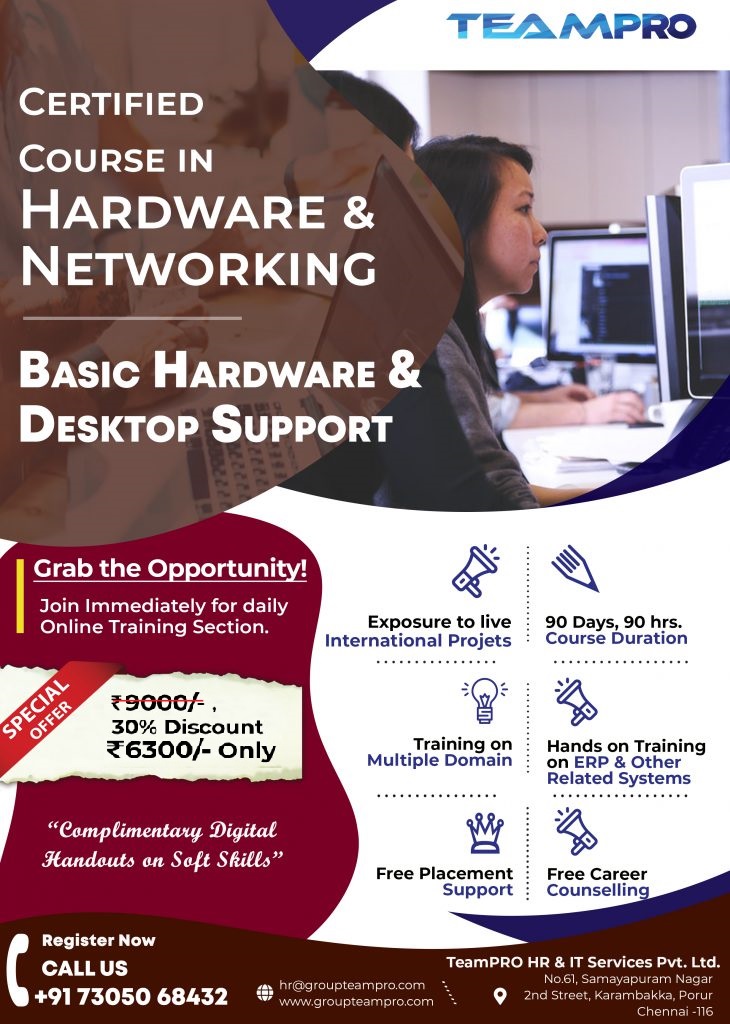 TEAMPRO
CERTIFIED
COURSE IN
HARDWARE &
NETWORKING
BASIC HARDWARE &
DESKTOP SUPPORT
Grab the Opportunity!
Join Immediately for daily
Online Training Section.
SPECIAL
OFFER
₹9000/- ,
30% Discount
₹6300/- Only
“Complimentary Digital
Handouts on Soft Skills”
Exposure to live
International Projets
90 Days, 90 hrs.
Course Duration
Training on
Multiple Domain
Hands on Training
on ERP & Other
Related Systems
Free Placement
Support
Free Career
Counselling
Register Now
CALL US
+91 73050 68432
hr@groupteampro.com
www.groupteampro.com
TeamPRO HR & IT Services Pvt. Ltd.
No.61, Samayapuram Nagar
2nd Street, Karambakka, Porur
Chennai -116